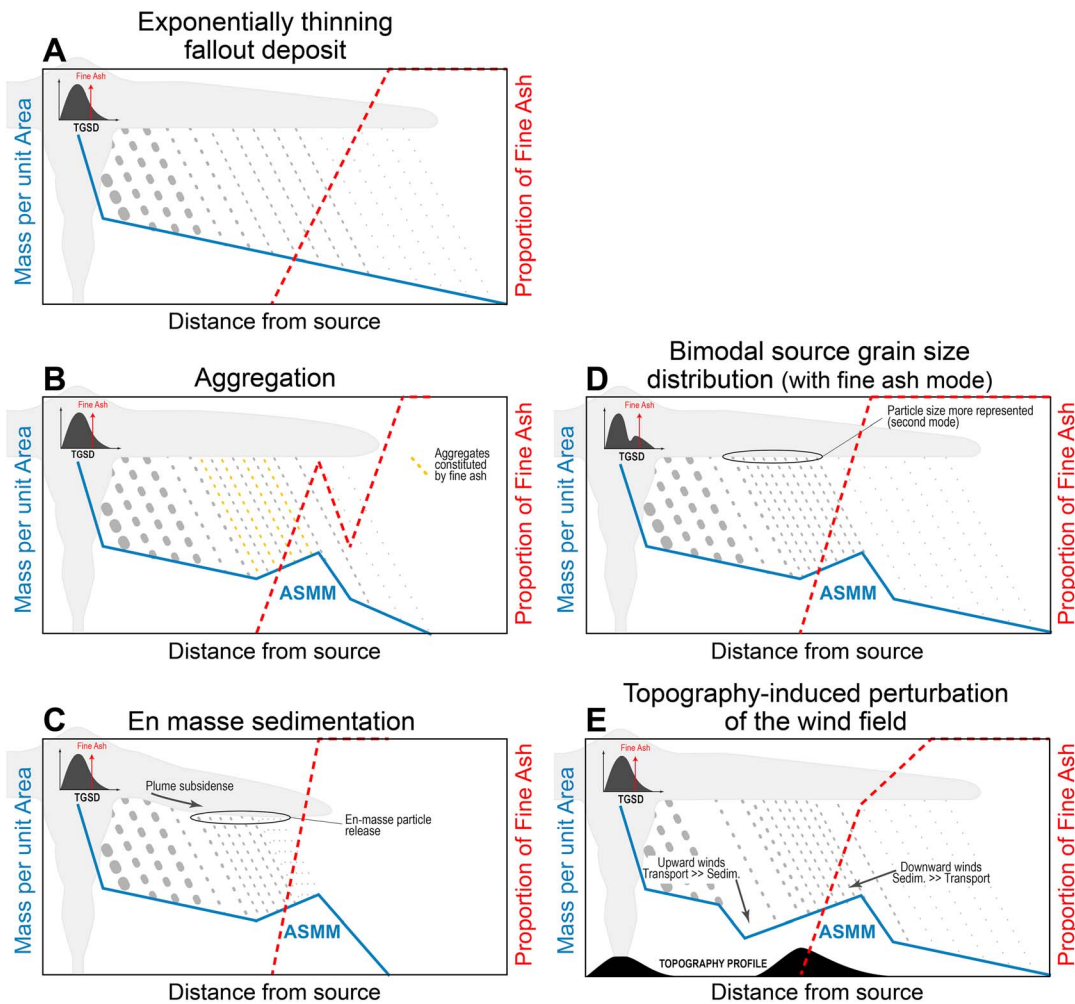 A
Exponentially thinning
fallout deposit
Fine Ash
TGSD
Mass per unit Area
Proportion of Fine Ash
Distance from source
B
Aggregation
Fine Ash
TGSD
Aggregates
constituted
by fine ash
ASMM
Mass per unit Area
Proportion of Fine Ash
Distance from source
C
En masse sedimentation
Fine Ash
TGSD
Plume subsidense
En-masse particle
release
ASMM
Mass per unit Area
Proportion of Fine Ash
Distance from source
D
Bimodal source grain size
distribution (with fine ash mode)
Fine Ash
TGSD
Particle size more represented
(second mode)
ASMM
Mass per unit Area
Proportion of Fine Ash
Distance from source
E
Topography-induced perturbation
of the wind field
Fine Ash
TGSD
Upward winds
Transport >> Sedim.
Downward winds
Sedim. >> Transport
ASMM
TOPOGRAPHY PROFILE
Mass per unit Area
Proportion of Fine Ash
Distance from source